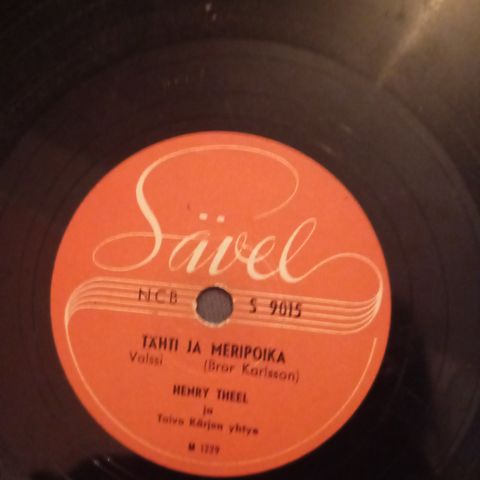 Sävel
NCB S 9015
TÄHTI JA MERIPOIKA
Valssi (Bror Karlsson)
HENRY THEEL
ja
Toivo Kärjen yhtye
M 1229